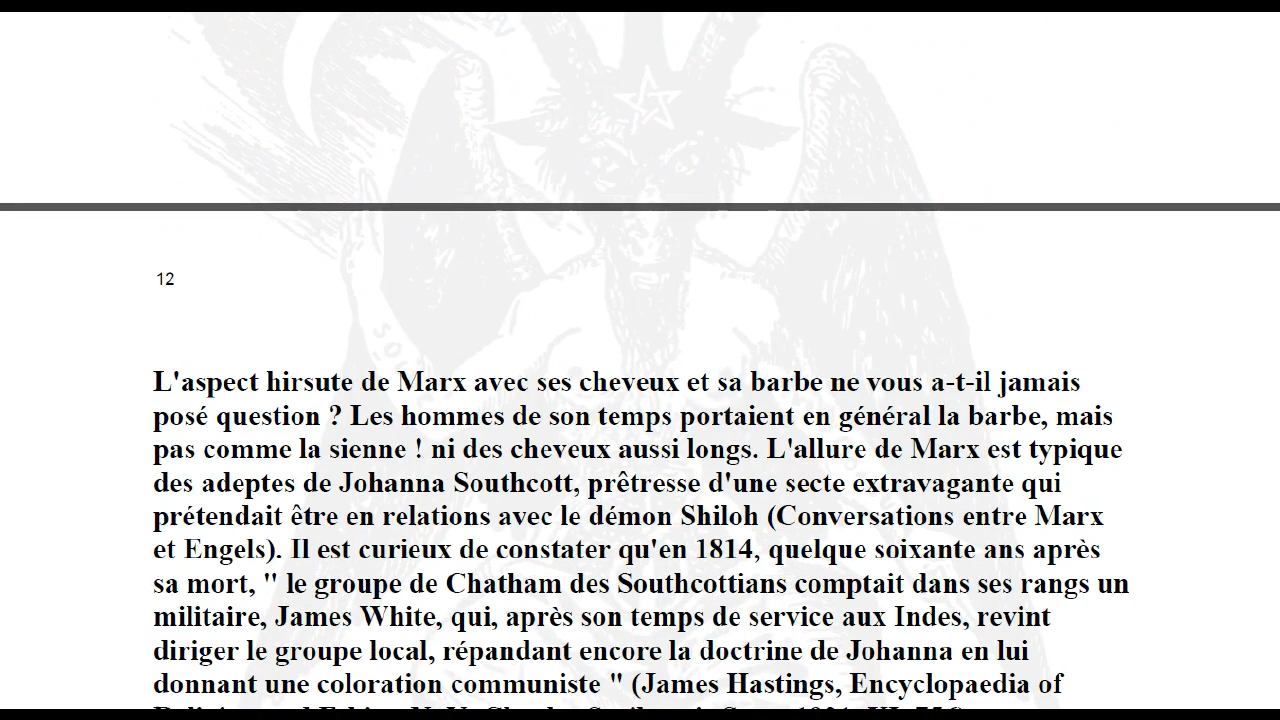 12
L'aspect hirsute de Marx avec ses cheveux et sa barbe ne vous a-t-il jamais
posé question ? Les hommes de son temps portaient en général la barbe, mais
pas comme la sienne ! ni des cheveux aussi longs. L'allure de Marx est typique
des adeptes de Johanna Southcott, prêtresse d'une secte extravagante qui
prétendait être en relations avec le démon Shiloh (Conversations entre Marx
et Engels). Il est curieux de constater qu'en 1814, quelque soixante ans après
sa mort, " le groupe de Chatham des Southcottians comptait dans ses rangs un
militaire, James White, qui, après son temps de service aux Indes, revint
diriger le groupe local, répandant encore la doctrine de Johanna en lui
donnant une coloration communiste " (James Hastings, Encyclopaedia of